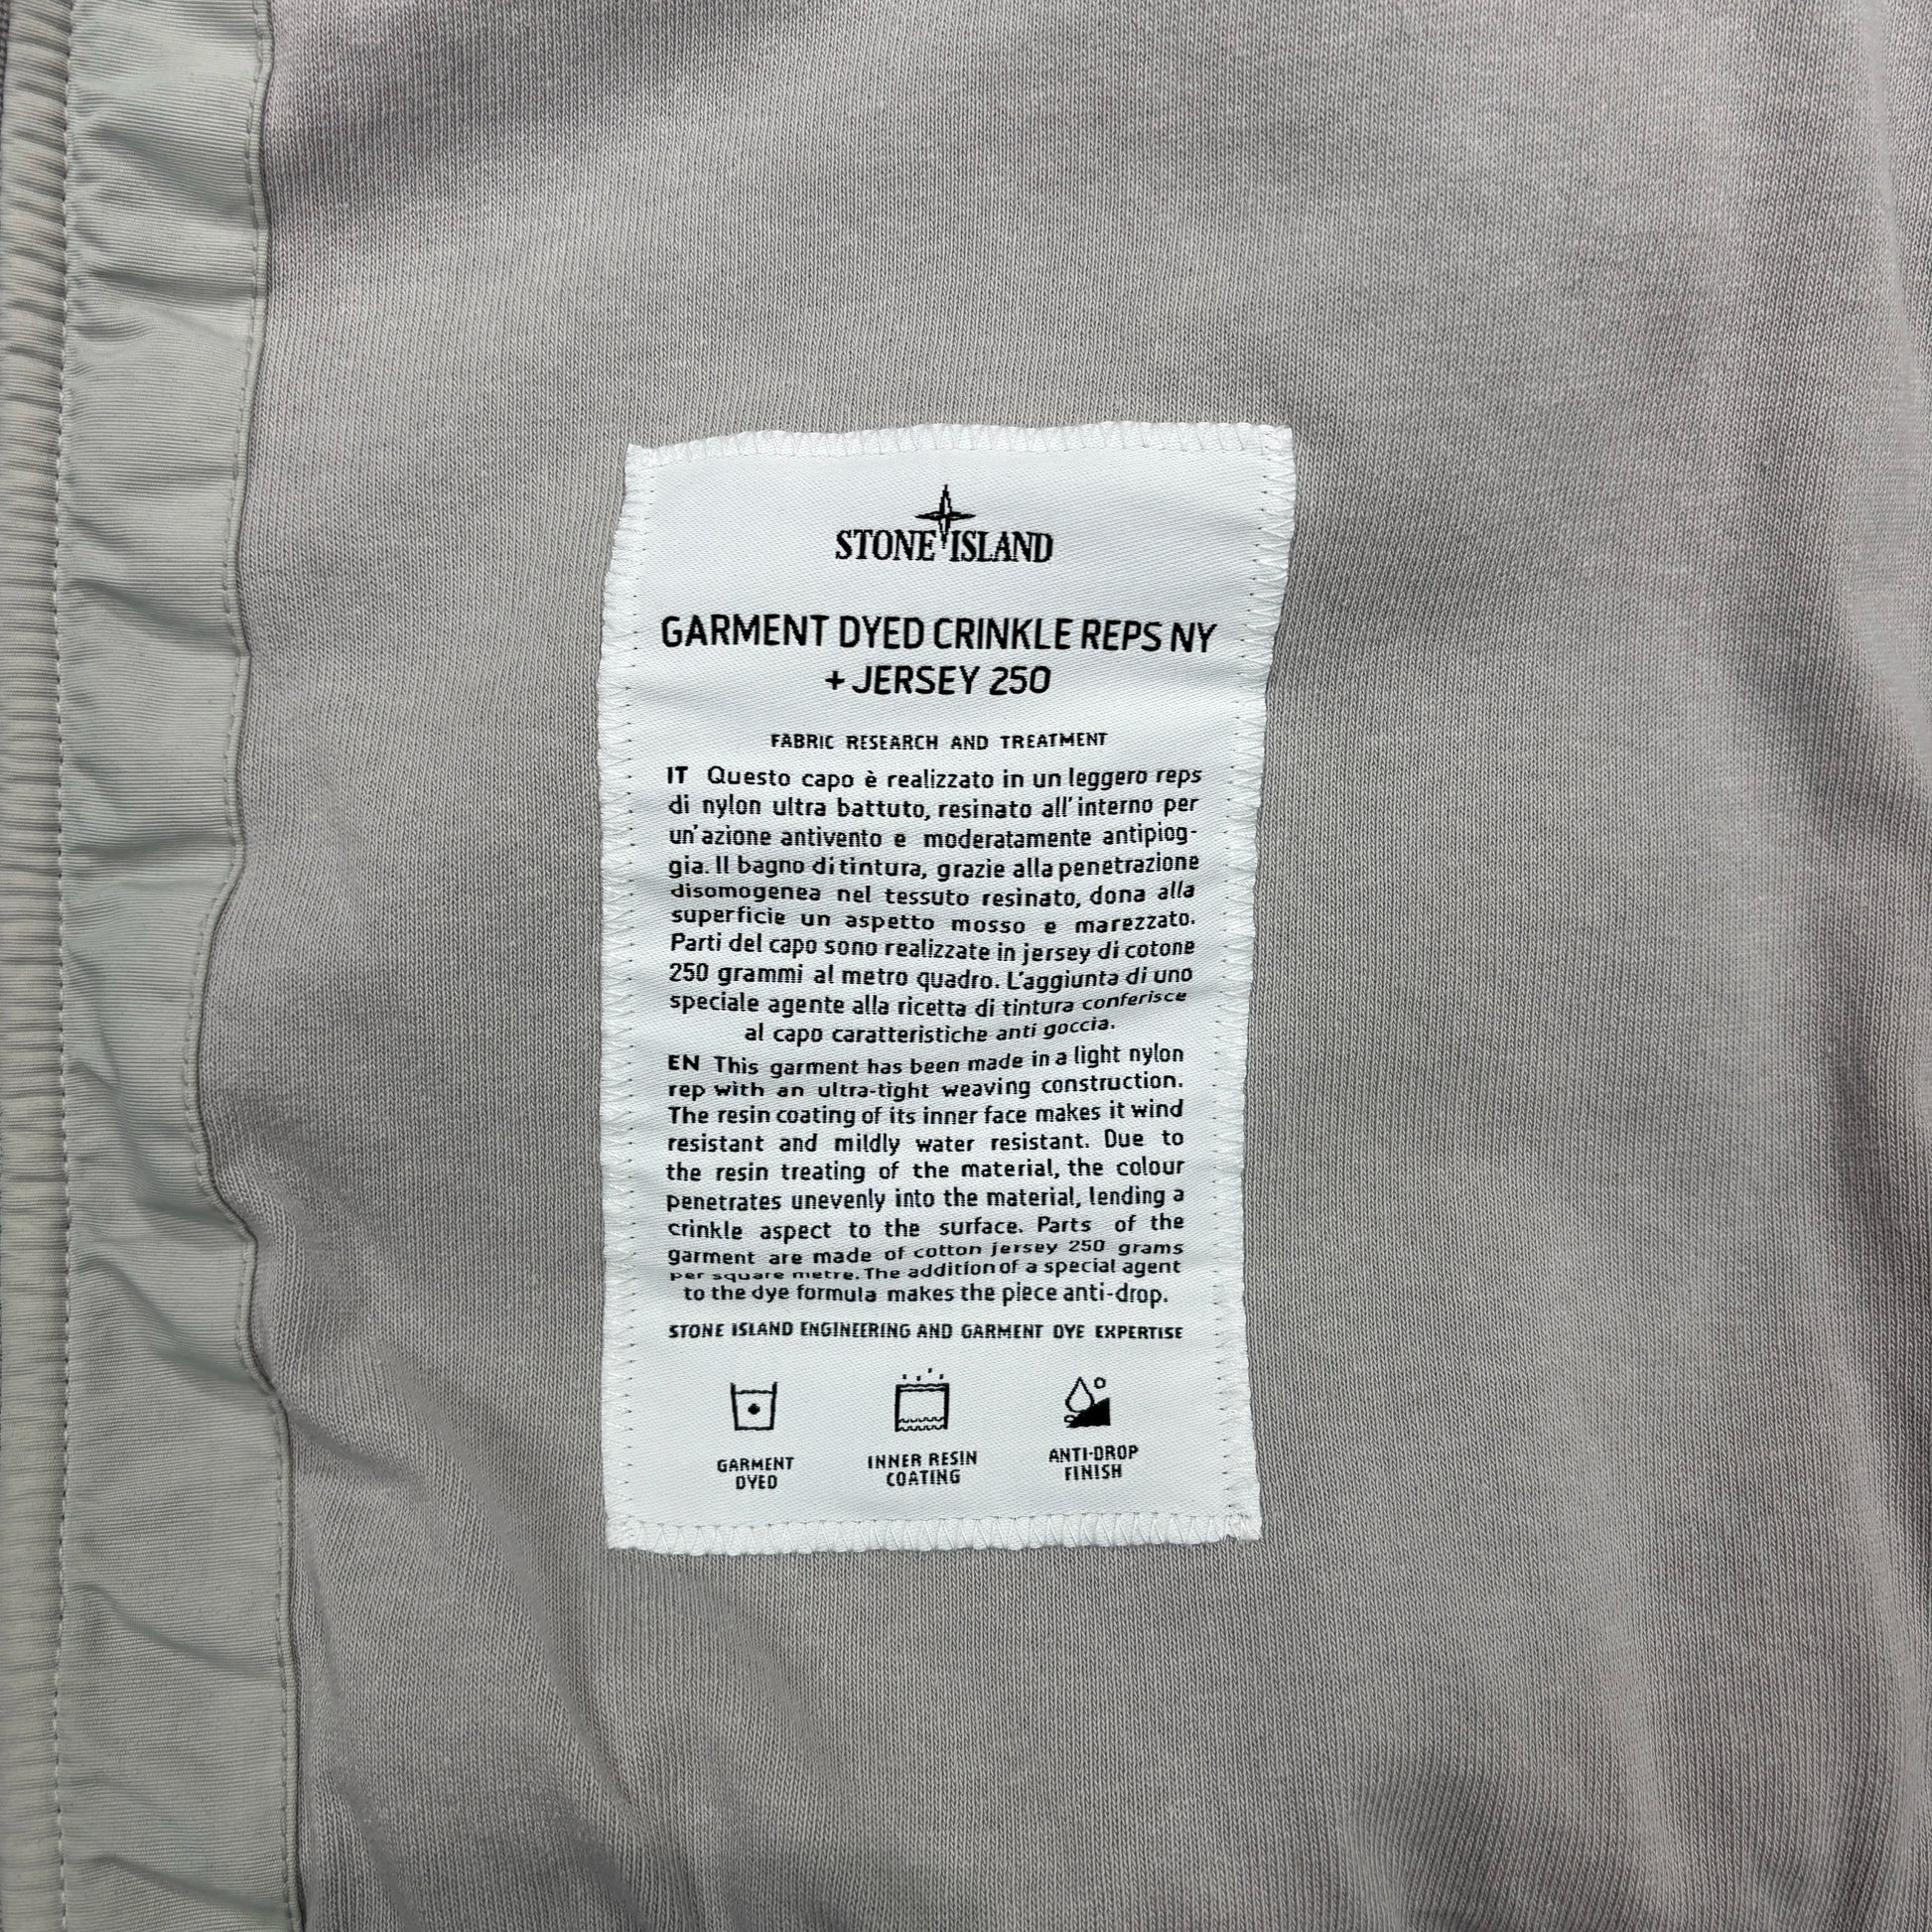 STONE ISLAND
GARMENT DYED CRINKLE REPS NY
+ JERSEY 250
FABRIC RESEARCH AND TREATMENT
IT Questo capo è realizzato in un leggero reps
di nylon ultra battuto, resinato all'interno per
un'azione antivento e moderatamente antipiog-
gia. Il bagno di tintura, grazie alla penetrazione
disomogenea nel tessuto resinato, dona alla
superficie un aspetto mosso e marezzato.
Parti del capo sono realizzate in jersey di cotone
250 grammi al metro quadro. L'aggiunta di uno
speciale agente alla ricetta di tintura conferisce
al capo caratteristiche anti goccia.
EN This garment has been made in a light nylon
rep with an ultra-tight weaving construction.
The resin coating of its inner face makes it wind
resistant and mildly water resistant. Due to
the resin treating of the material, the colour
penetrates unevenly into the material, lending a
crinkle aspect to the surface. Parts of the
garment are made of cotton jersey 250 grams
per square metre. The addition of a special agent
to the dye formula makes the piece anti-drop.
STONE ISLAND ENGINEERING AND GARMENT DYE EXPERTISE
GARMENT
DYED
INNER RESIN
COATING
ANTI-DROP
FINISH